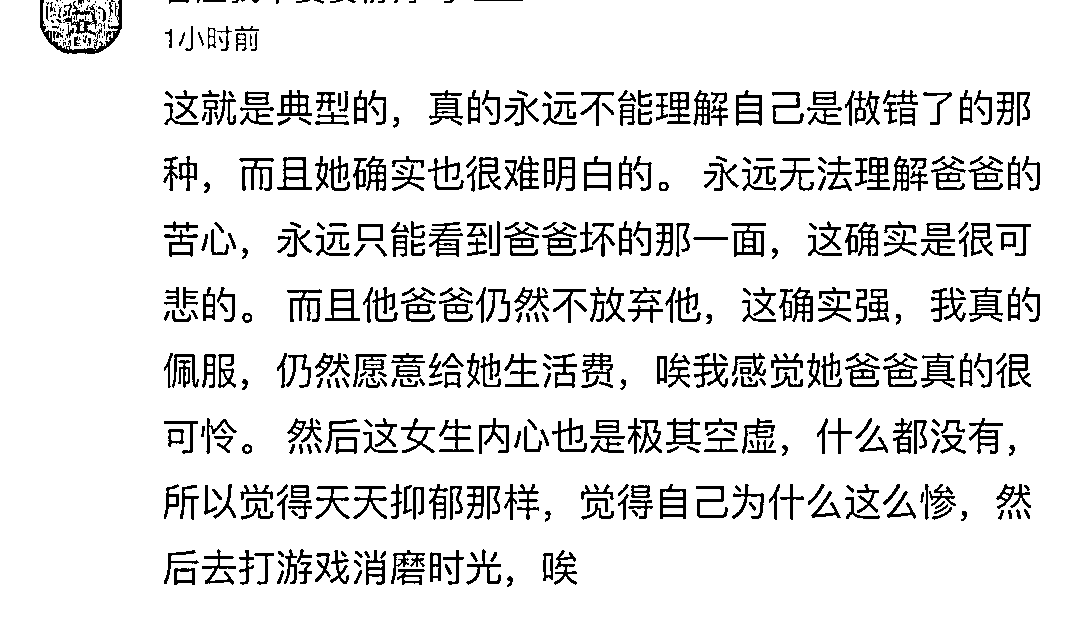 1小时前
这就是典型的，真的永远不能理解自己是做错了的那
种，而且她确实也很难明白的。 永远无法理解爸爸的
苦心，永远只能看到爸爸坏的那一面，这确实是很可
悲的。 而且他爸爸仍然不放弃他，这确实强，我真的
佩服，仍然愿意给她生活费，唉我感觉她爸爸真的很
可怜。 然后这女生内心也是极其空虚，什么都没有，
所以觉得天天抑郁那样，觉得自己为什么这么惨，然
后去打游戏消磨时光，唉